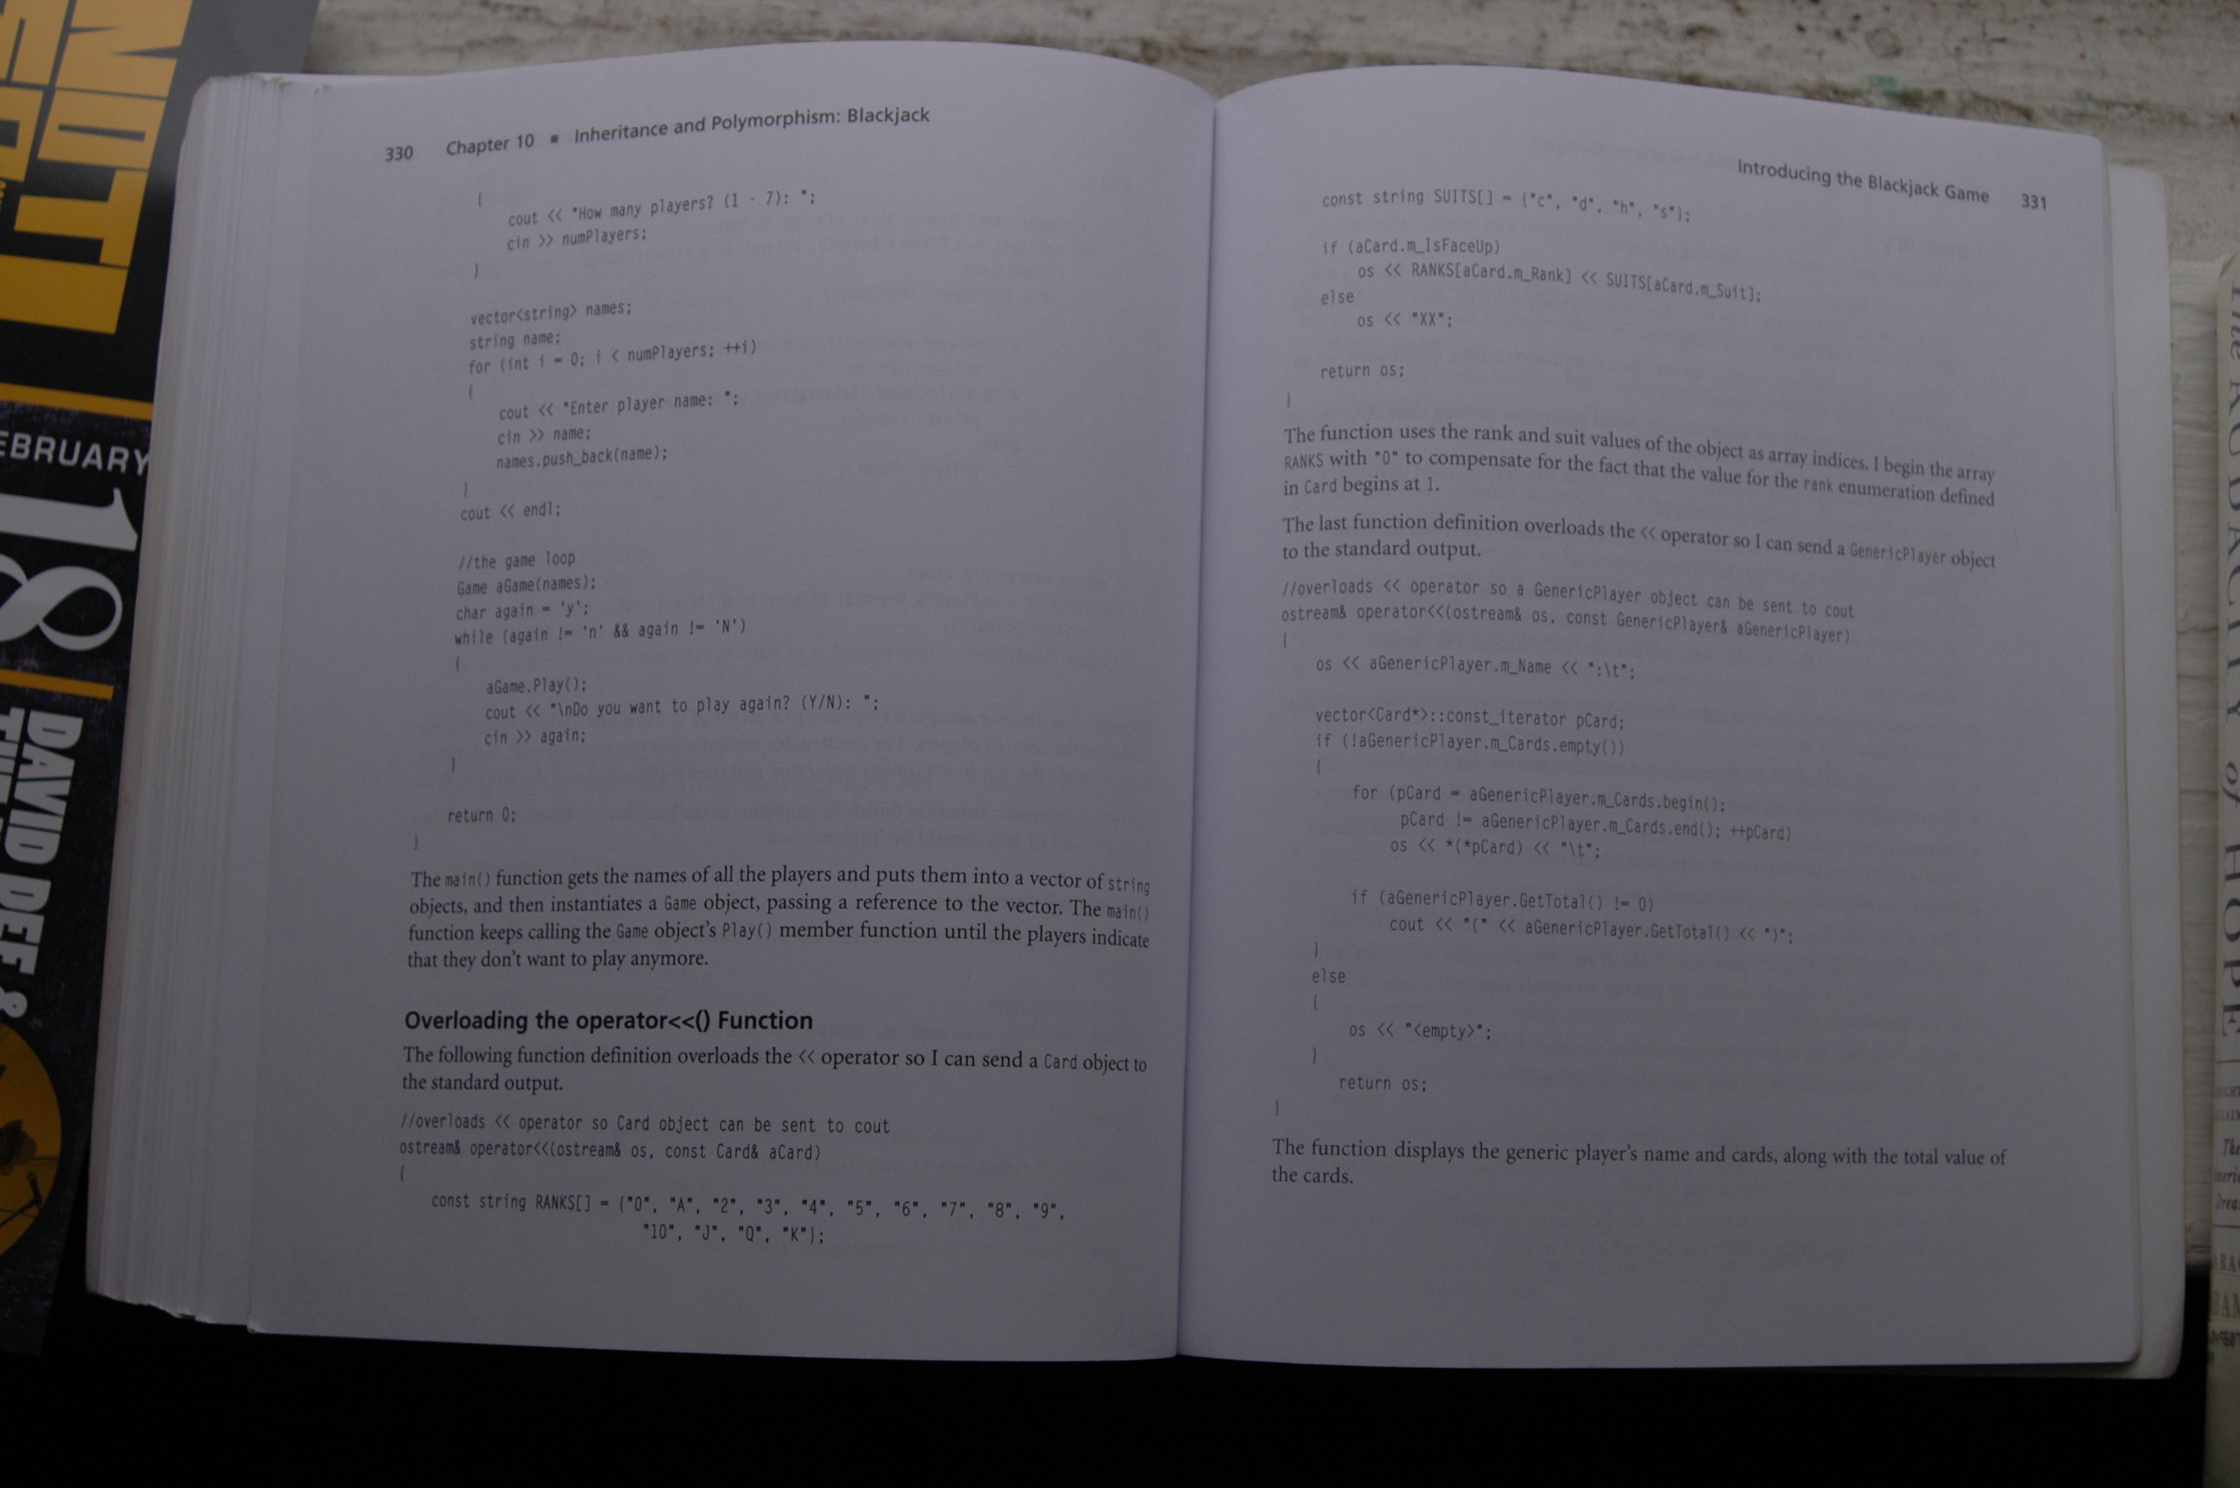 330 Chapter 10 ■ Inheritance and Polymorphism: Blackjack
{
cout << "How many players? (1 - 7): ";
cin >> numPlayers;
}
vector<string> names;
string name;
for (int i = 0; i < numPlayers; ++i)
{
cout << "Enter player name: ";
cin >> name;
names.push_back(name);
}
cout << endl;
//the game loop
Game aGame(names);
char again = 'y';
while (again != 'n' && again != 'N')
{
aGame.Play();
cout << "\nDo you want to play again? (Y/N): ";
cin >> again;
}
return 0;
}
The main() function gets the names of all the players and puts them into a vector of string
objects, and then instantiates a Game object, passing a reference to the vector. The main()
function keeps calling the Game object's Play() member function until the players indicate
that they don't want to play anymore.
Overloading the operator<<() Function
The following function definition overloads the << operator so I can send a Card object to
the standard output.
//overloads << operator so Card object can be sent to cout
ostream& operator<<(ostream& os, const Card& aCard)
{
const string RANKS[] = {"0", "A", "2", "3", "4", "5", "6", "7", "8", "9",
"10", "J", "Q", "K"};
Introducing the Blackjack Game 331
const string SUITS[] = {"c", "d", "h", "s"};
if (aCard.m_IsFaceUp)
os << RANKS[aCard.m_Rank] << SUITS[aCard.m_Suit];
else
os << "XX";
return os;
}
The function uses the rank and suit values of the object as array indices. I begin the array
RANKS with "0" to compensate for the fact that the value for the rank enumeration defined
in Card begins at 1.
The last function definition overloads the << operator so I can send a GenericPlayer object
to the standard output.
//overloads << operator so a GenericPlayer object can be sent to cout
ostream& operator<<(ostream& os, const GenericPlayer& aGenericPlayer)
{
os << aGenericPlayer.m_Name << ":\t";
vector<Card*>::const_iterator pCard;
if (!aGenericPlayer.m_Cards.empty())
{
for (pCard = aGenericPlayer.m_Cards.begin();
pCard != aGenericPlayer.m_Cards.end(); ++pCard)
os << *(*pCard) << "\t";
if (aGenericPlayer.GetTotal() != 0)
cout << "(" << aGenericPlayer.GetTotal() << ")";
}
else
{
os << "<empty>";
}
return os;
}
The function displays the generic player's name and cards, along with the total value of
the cards.
DAVID DEE &
18
EBRUARY